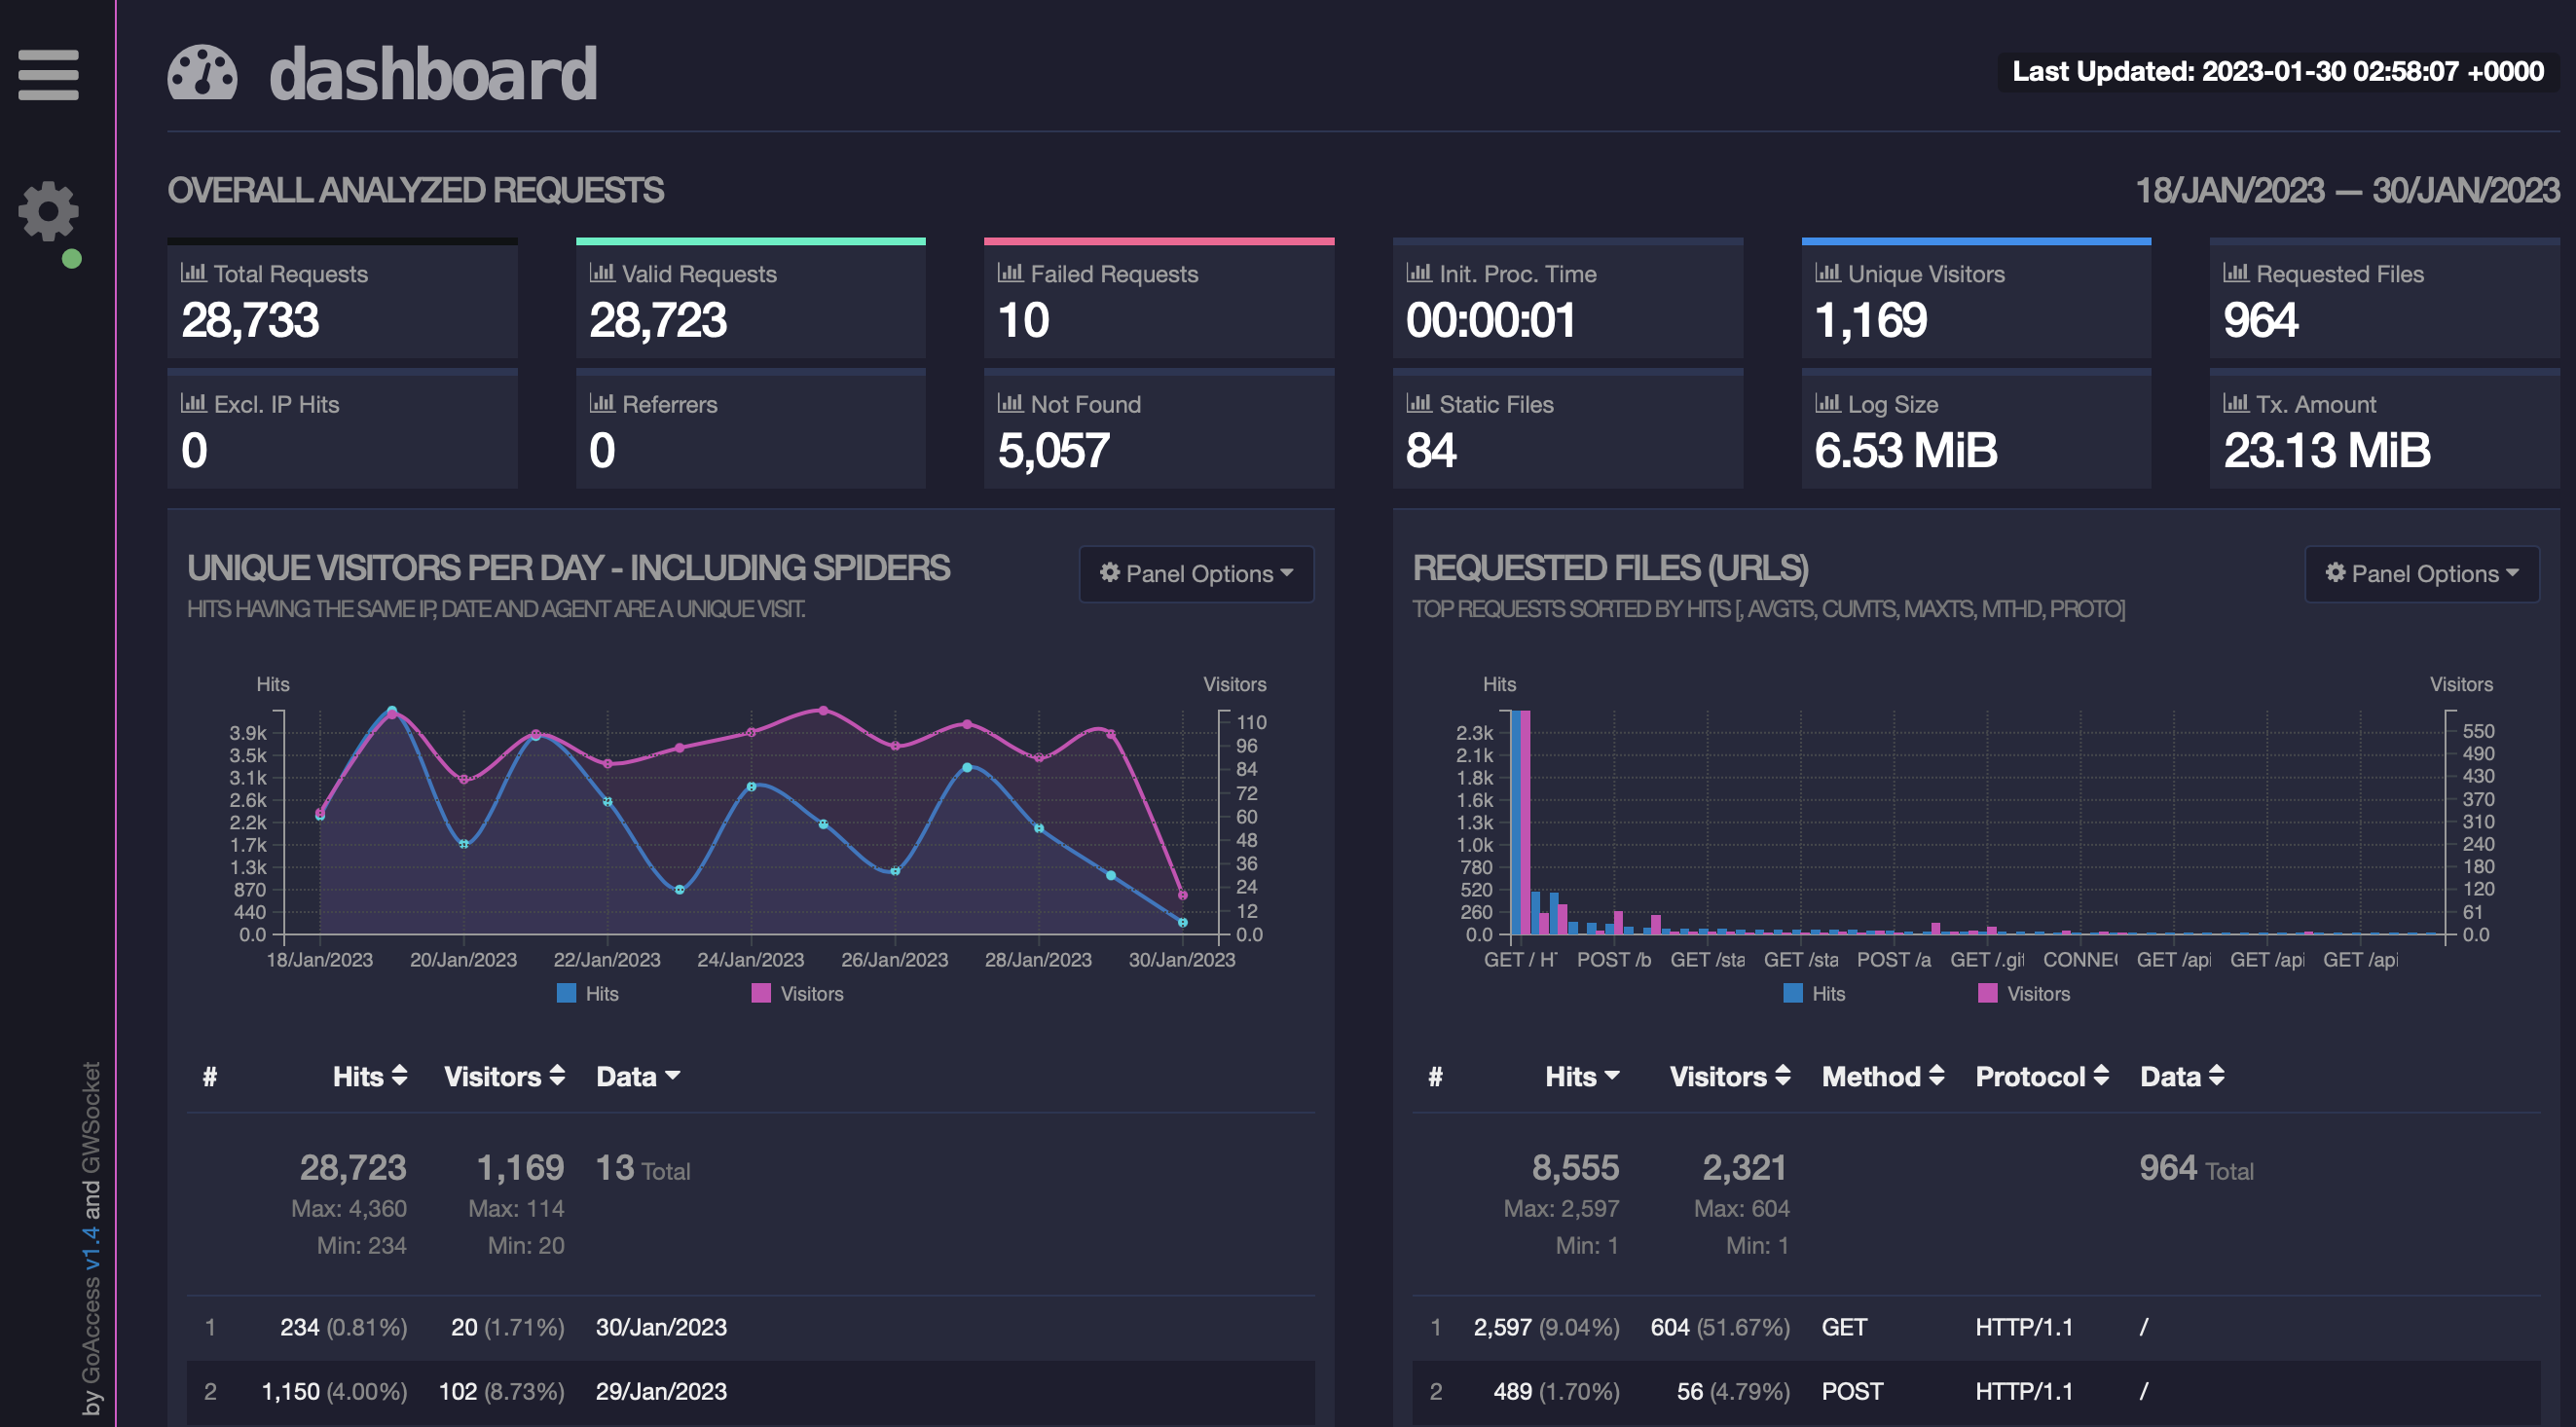 dashboard
Last Updated: 2023-01-30 02:58:07 +0000
OVERALL ANALYZED REQUESTS
18/JAN/2023 — 30/JAN/2023
Total Requests
28,733
Valid Requests
28,723
Failed Requests
10
Init. Proc. Time
00:00:01
Unique Visitors
1,169
Requested Files
964
Excl. IP Hits
0
Referrers
0
Not Found
5,057
Static Files
84
Log Size
6.53 MiB
Tx. Amount
23.13 MiB
UNIQUE VISITORS PER DAY - INCLUDING SPIDERS
Panel Options
HITS HAVING THE SAME IP, DATE AND AGENT ARE A UNIQUE VISIT.
Hits
Visitors
3.9k
3.5k
3.1k
2.6k
2.2k
1.7k
1.3k
870
440
0.0
110
96
84
72
60
48
36
24
12
0.0
18/Jan/2023 20/Jan/2023 22/Jan/2023 24/Jan/2023 26/Jan/2023 28/Jan/2023 30/Jan/2023
Hits Visitors
# Hits Visitors Data
28,723 1,169 13 Total
Max: 4,360 Max: 114
Min: 234 Min: 20
1 234 (0.81%) 20 (1.71%) 30/Jan/2023
2 1,150 (4.00%) 102 (8.73%) 29/Jan/2023
REQUESTED FILES (URLS)
Panel Options
TOP REQUESTS SORTED BY HITS [, AVGTS, CUMTS, MAXTS, MTHD, PROTO]
Hits
Visitors
2.3k
2.1k
1.8k
1.6k
1.3k
1.0k
780
520
260
0.0
550
490
430
370
310
240
180
120
61
0.0
GET / H POST /b GET /sta GET /sta POST /a GET /.git CONNE GET /api GET /api GET /api
Hits Visitors
# Hits Visitors Method Protocol Data
8,555 2,321 964 Total
Max: 2,597 Max: 604
Min: 1 Min: 1
1 2,597 (9.04%) 604 (51.67%) GET HTTP/1.1 /
2 489 (1.70%) 56 (4.79%) POST HTTP/1.1 /
by GoAccess v1.4 and GWSocket